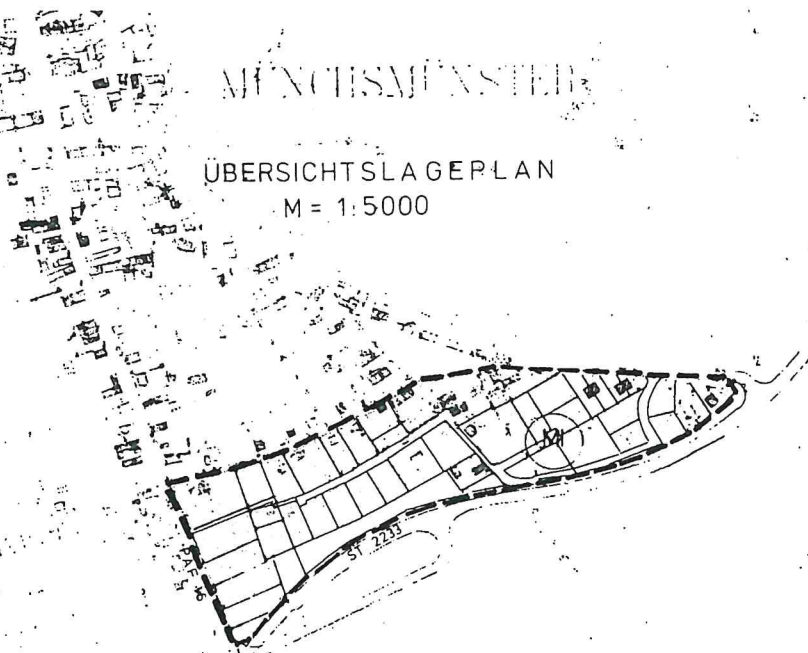 MÜNCHSMÜNSTER
ÜBERSICHTSLAGEPLAN
M = 1:5000
MI
ST 2233